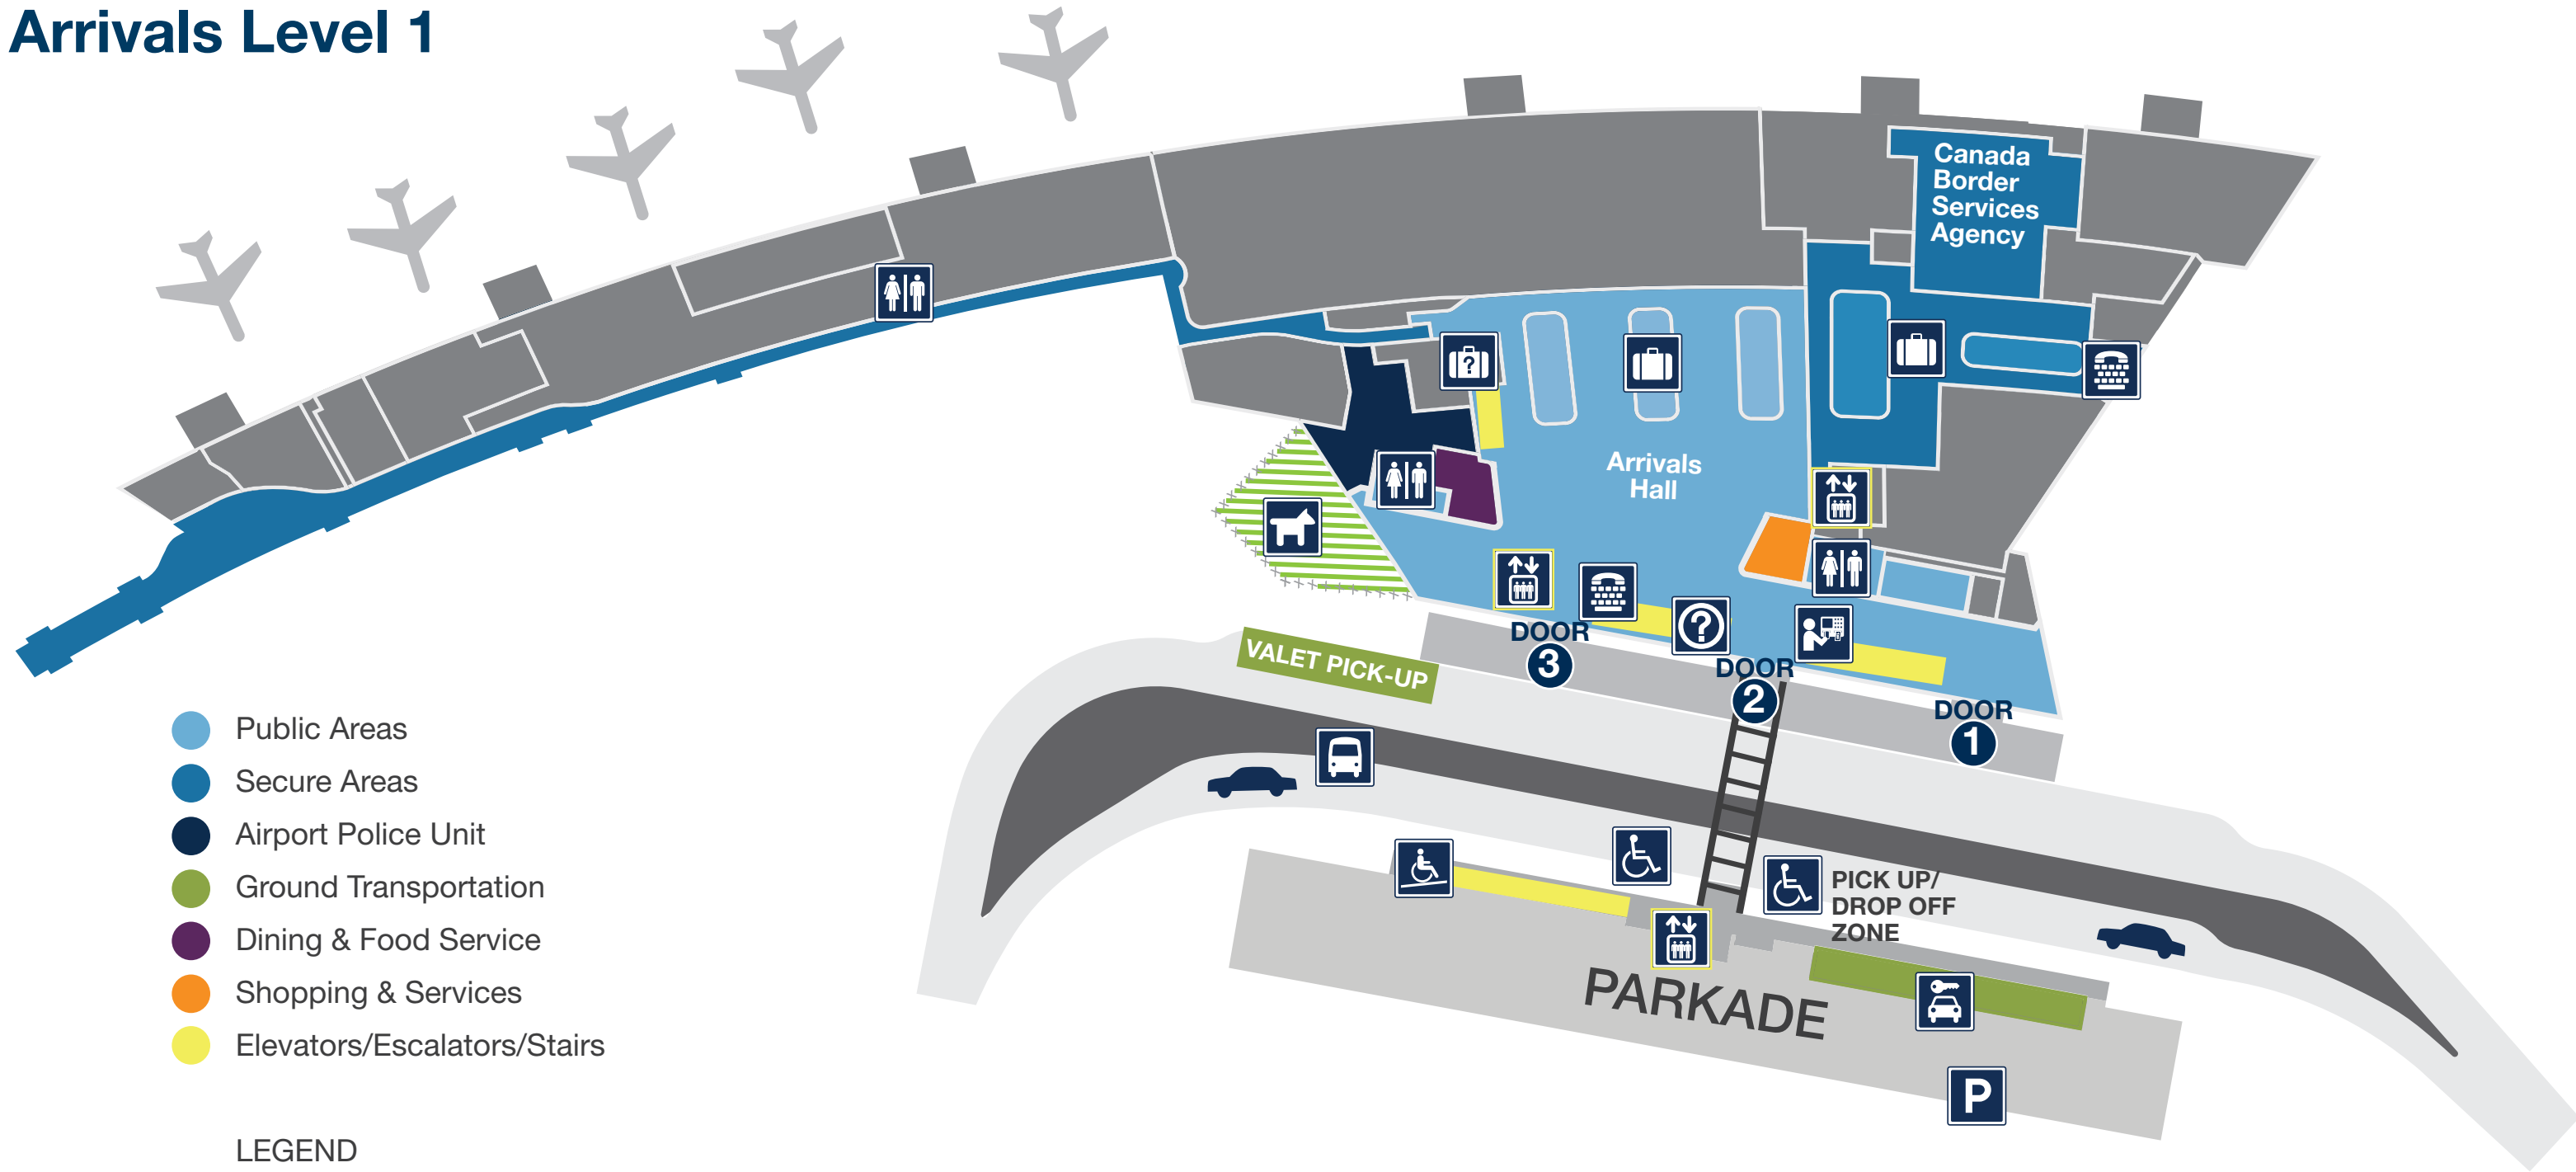 Arrivals Level 1
Canada
Border
Services
Agency
?
Arrivals
Hall
?
DOOR
3
DOOR
2
DOOR
1
VALET PICK-UP
PICK UP/
DROP OFF
ZONE
PARKADE
P
Public Areas
Secure Areas
Airport Police Unit
Ground Transportation
Dining & Food Service
Shopping & Services
Elevators/Escalators/Stairs
LEGEND